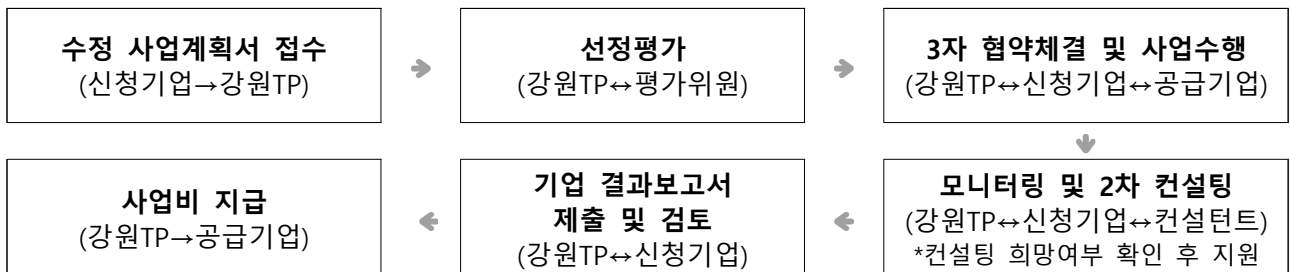 수정 사업계획서 접수
(신청기업→강원TP)
선정평가
(강원TP↔평가위원)
3자 협약체결 및 사업수행
(강원TP↔신청기업↔공급기업)
모니터링 및 2차 컨설팅
(강원TP↔신청기업↔컨설턴트)
*컨설팅 희망여부 확인 후 지원
기업 결과보고서
제출 및 검토
(강원TP↔신청기업)
사업비 지급
(강원TP→공급기업)